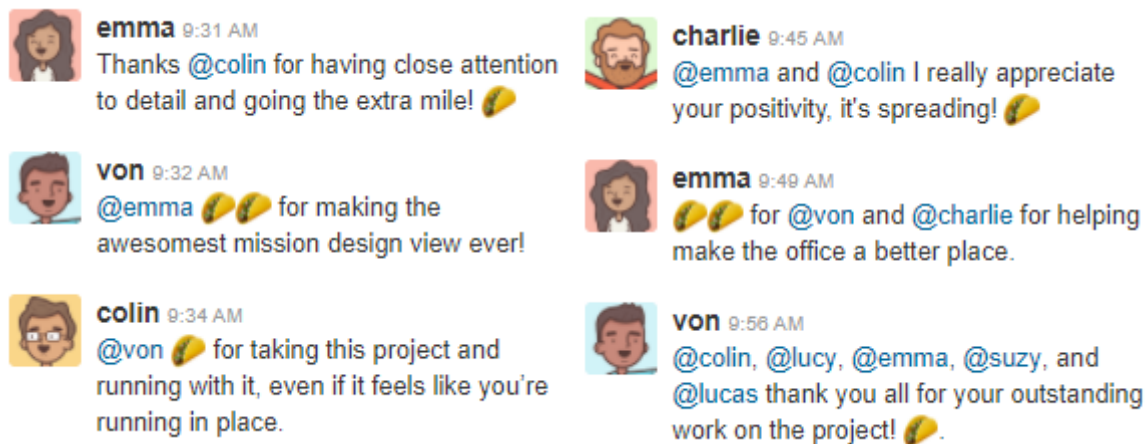 emma 9:31 AM
Thanks @colin for having close attention
to detail and going the extra mile! 🌮
von 9:32 AM
@emma 🌮🌮 for making the
awesomest mission design view ever!
colin 9:34 AM
@von 🌮 for taking this project and
running with it, even if it feels like you’re
running in place.
charlie 9:45 AM
@emma and @colin I really appreciate
your positivity, it's spreading! 🌮
emma 9:49 AM
🌮🌮 for @von and @charlie for helping
make the office a better place.
von 9:56 AM
@colin, @lucy, @emma, @suzy, and
@lucas thank you all for your outstanding
work on the project! 🌮.